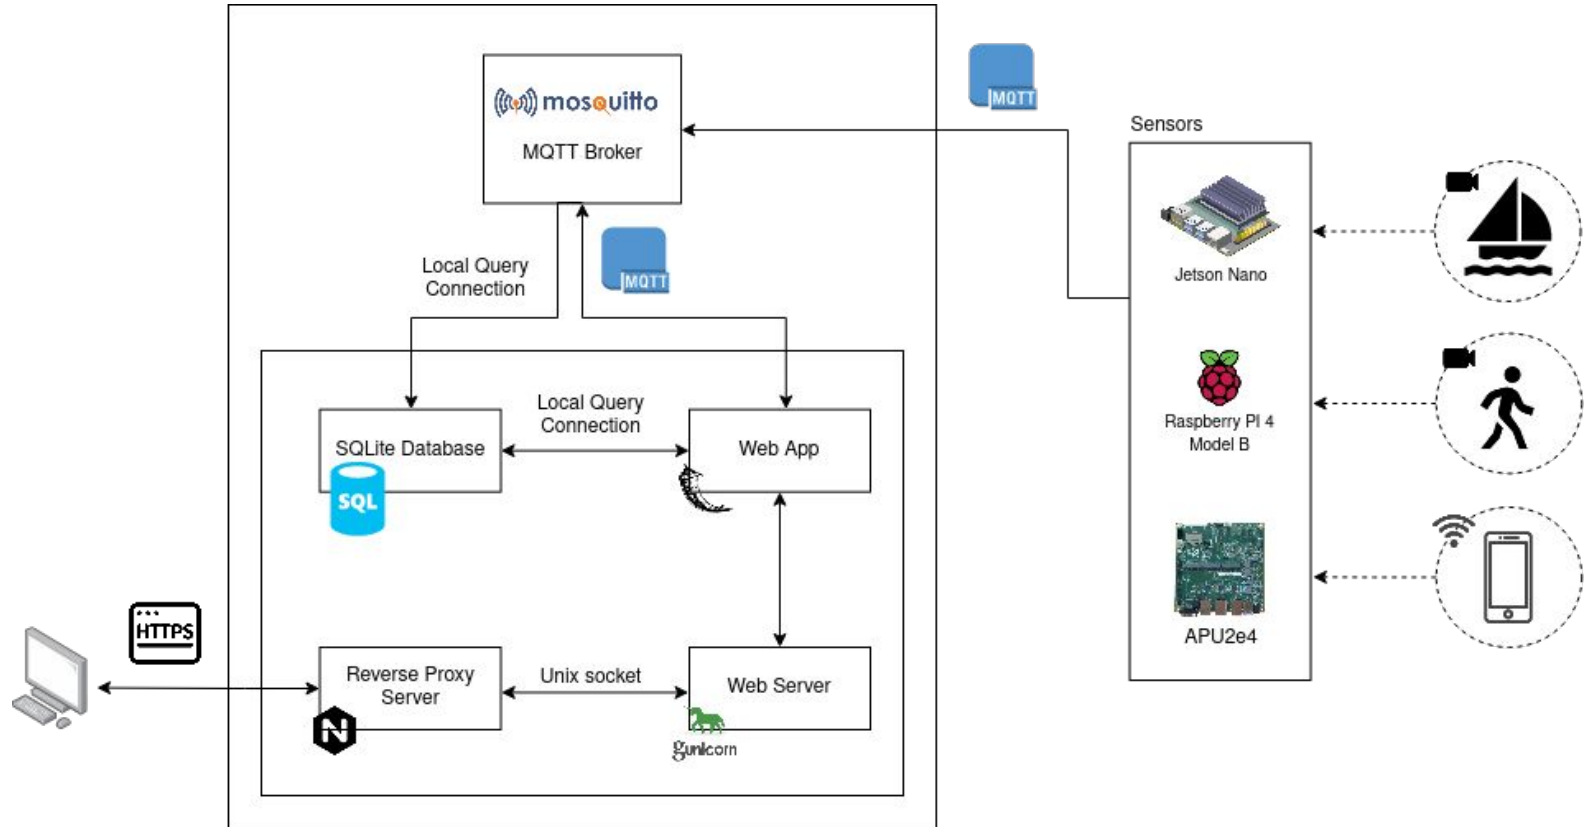 mosquitto
MQTT Broker
MQTT
Sensors
Jetson Nano
Raspberry PI 4
Model B
APU2e4
Local Query
Connection
MQTT
SQLite Database
SQL
Local Query
Connection
Web App
HTTPS
Reverse Proxy
Server
N
Unix socket
Web Server
gunicorn